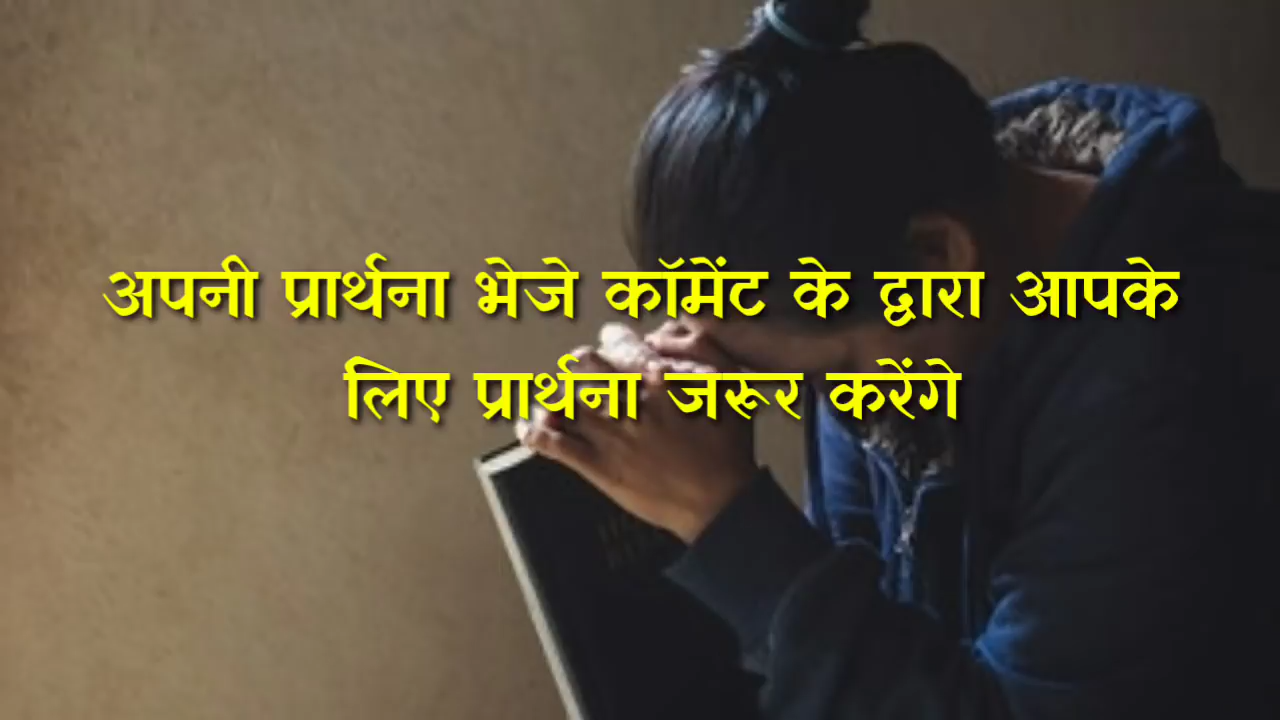 अपनी प्रार्थना भेजे कॉमेंट के द्वारा आपके
लिए प्रार्थना जरूर करेंगे